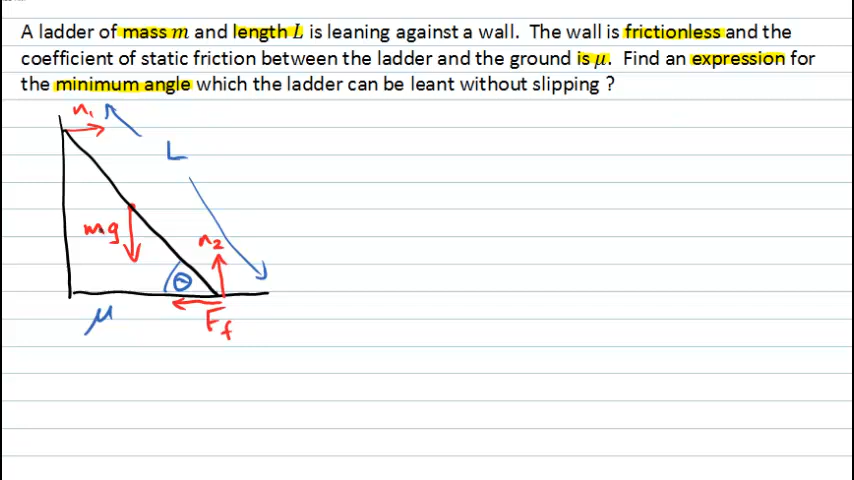 A ladder of mass m and length L is leaning against a wall. The wall is frictionless and the
coefficient of static friction between the ladder and the ground is μ. Find an expression for
the minimum angle which the ladder can be leant without slipping ?
n₁
L
mg
n₂
θ
μ
F_f